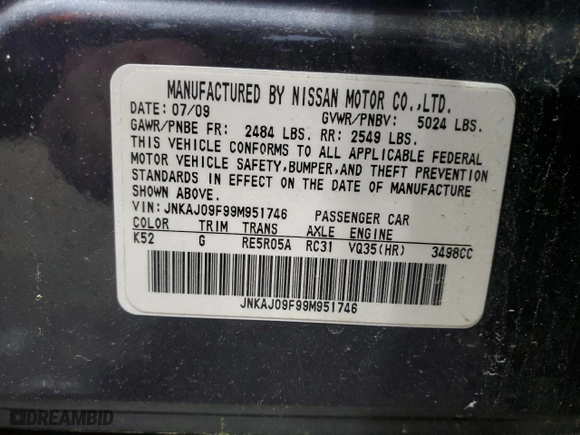 MANUFACTURED BY NISSAN MOTOR CO.,LTD.
DATE: 07/09 GVWR/PNBV: 5024 LBS.
GAWR/PNBE FR: 2484 LBS. RR: 2549 LBS.
THIS VEHICLE CONFORMS TO ALL APPLICABLE FEDERAL
MOTOR VEHICLE SAFETY,BUMPER,AND THEFT PREVENTION
STANDARDS IN EFFECT ON THE DATE OF MANUFACTURE
SHOWN ABOVE.
VIN: JNKAJ09F99M951746 PASSENGER CAR
COLOR TRIM TRANS AXLE ENGINE
K52 G RE5R05A RC31 VQ35(HR) 3498CC
JNKAJ09F99M951746
DREAMBID